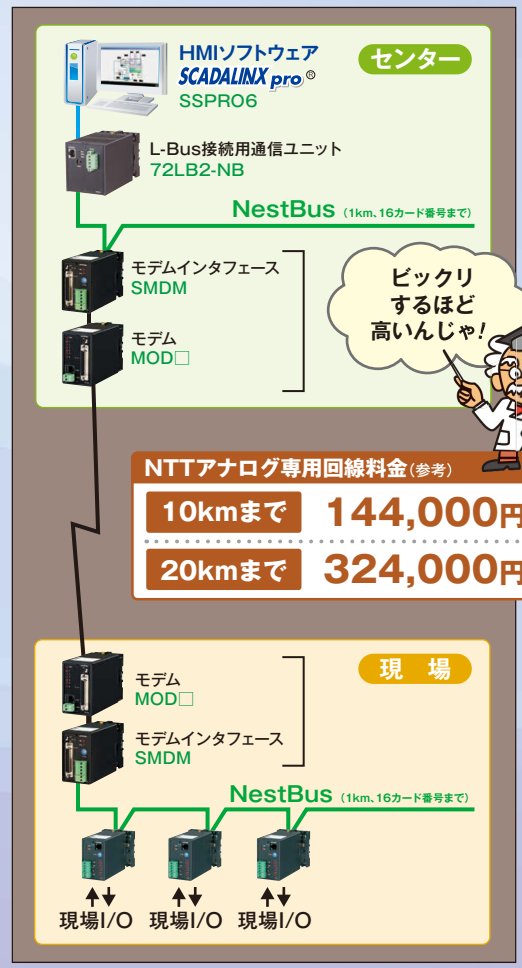 センター
HMIソフトウェア
SCADALINX pro®
SSPRO6
L-Bus接続用通信ユニット
72LB2-NB
NestBus (1km、16カード番号まで)
モデムインタフェース
SMDM
モデム
MOD□
ビックリ
するほど
高いんじゃ!
NTTアナログ専用回線料金(参考)
10kmまで 144,000円
20kmまで 324,000円
現 場
モデム
MOD□
モデムインタフェース
SMDM
NestBus (1km、16カード番号まで)
現場I/O 現場I/O 現場I/O